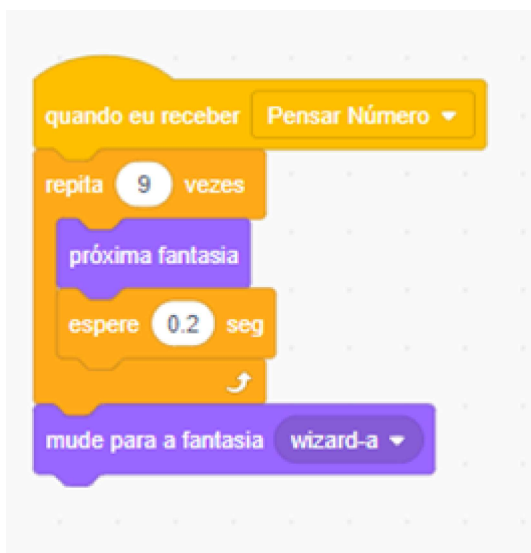 quando eu receber Pensar Número
repita 9 vezes
próxima fantasia
espere 0.2 seg
mude para a fantasia wizard-a